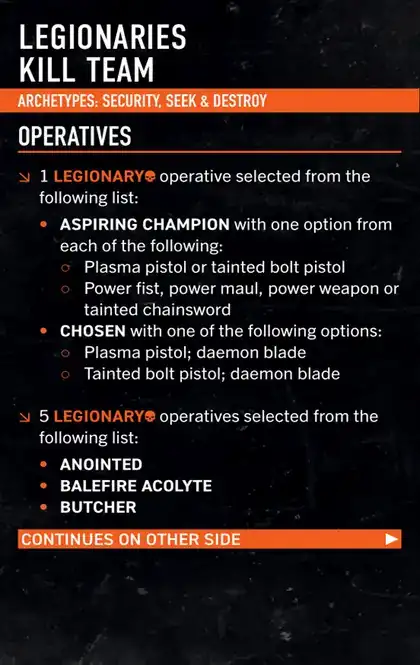 LEGIONARIES
KILL TEAM
ARCHETYPES: SECURITY, SEEK & DESTROY
OPERATIVES
↘ 1 LEGIONARY💀 operative selected from the
following list:
• ASPIRING CHAMPION with one option from
each of the following:
○ Plasma pistol or tainted bolt pistol
○ Power fist, power maul, power weapon or
tainted chainsword
• CHOSEN with one of the following options:
○ Plasma pistol; daemon blade
○ Tainted bolt pistol; daemon blade
↘ 5 LEGIONARY💀 operatives selected from the
following list:
• ANOINTED
• BALEFIRE ACOLYTE
• BUTCHER
CONTINUES ON OTHER SIDE ▶